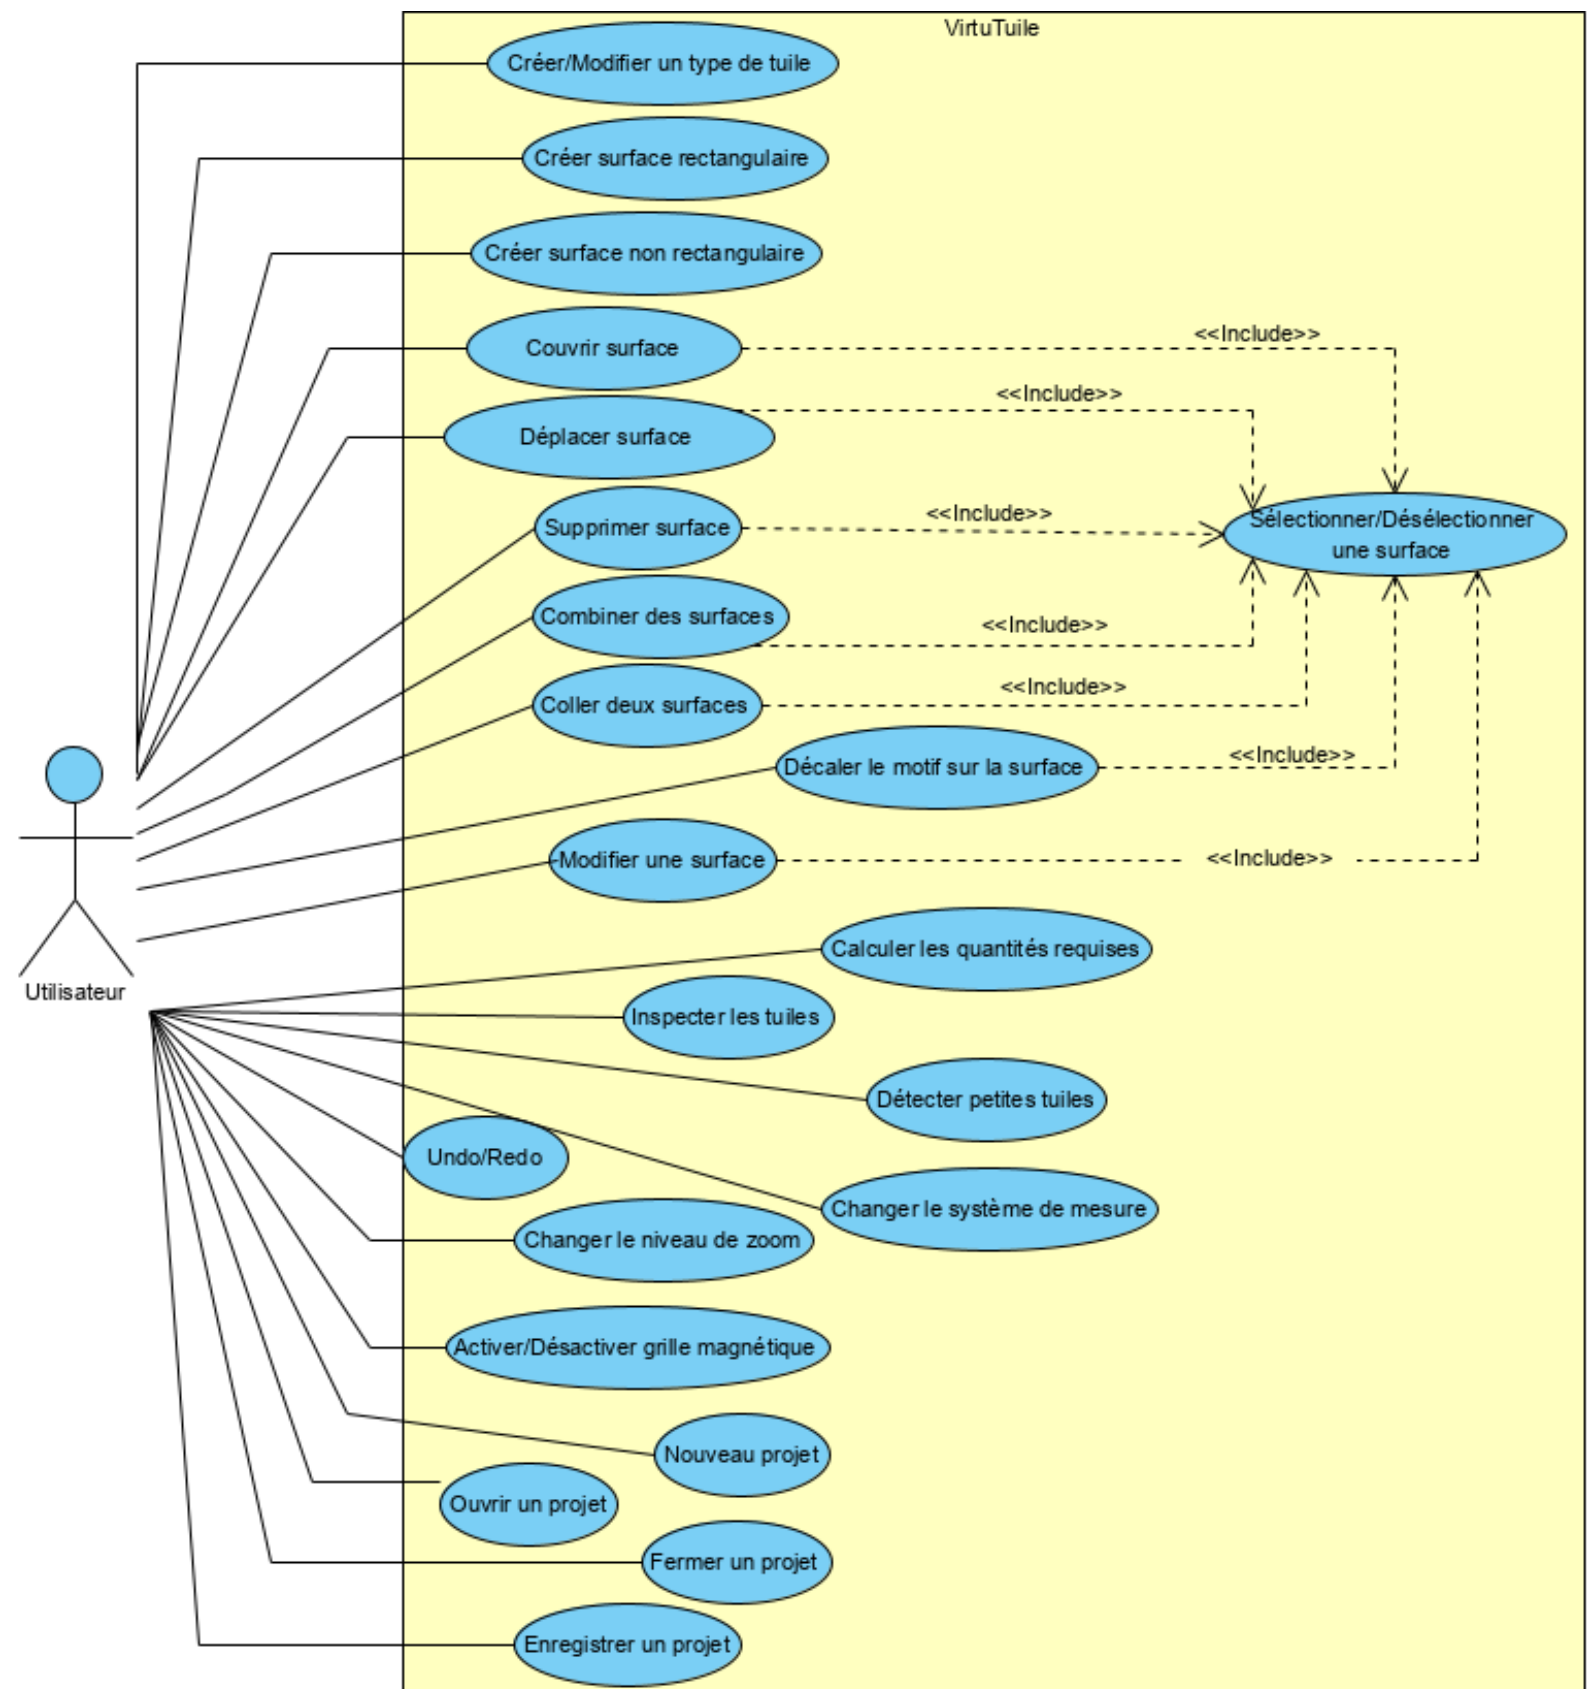 VirtuTuile
Créer/Modifier un type de tuile
Créer surface rectangulaire
Créer surface non rectangulaire
<<Include>>
Couvrir surface
<<Include>>
Déplacer surface
<<Include>>
Sélectionner/Désélectionner
une surface
Supprimer surface
Combiner des surfaces
<<Include>>
<<Include>>
Coller deux surfaces
<<Include>>
Décaler le motif sur la surface
Modifier une surface
<<Include>>
Calculer les quantités requises
Utilisateur
Inspecter les tuiles
Détecter petites tuiles
Undo/Redo
Changer le système de mesure
Changer le niveau de zoom
Activer/Désactiver grille magnétique
Nouveau projet
Ouvrir un projet
Fermer un projet
Enregistrer un projet